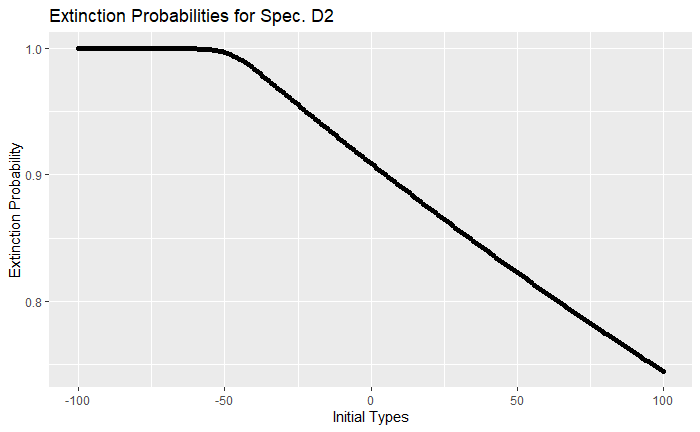 Extinction Probabilities for Spec. D2
Extinction Probability
1.0
0.9
0.8
-100
-50
0
50
100
Initial Types